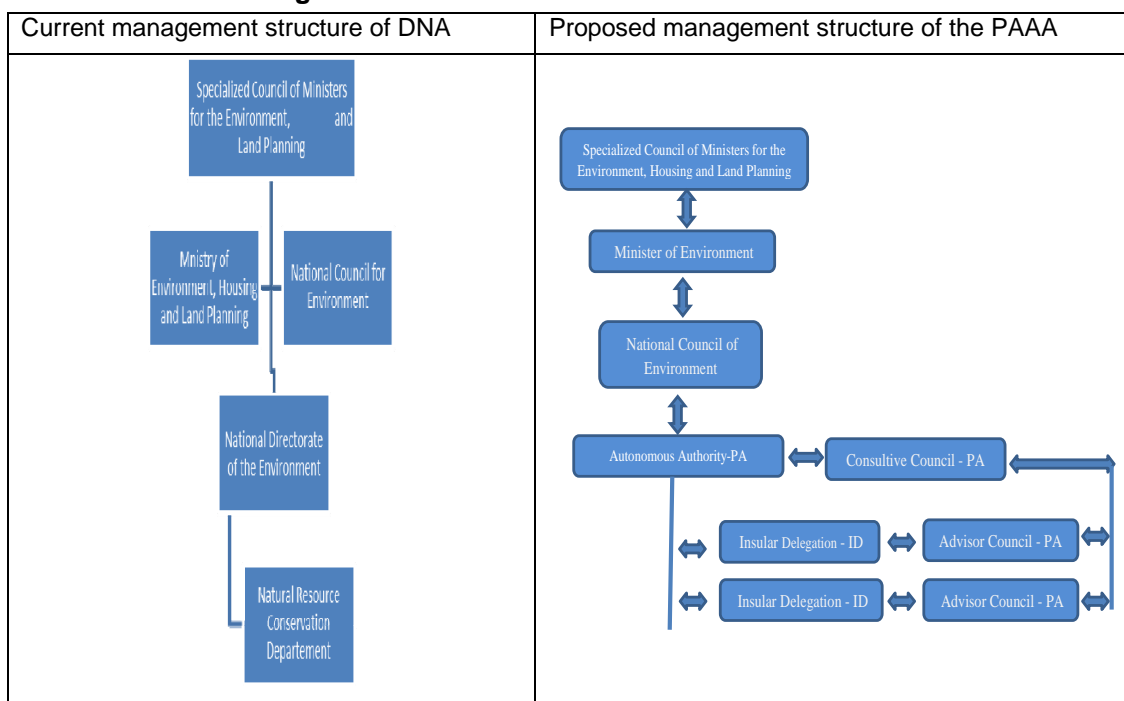 Current management structure of DNA
Proposed management structure of the PAAA
Specialized Council of Ministers
for the Environment, and
Land Planning
Mnistry of
Environment, Housing
and Land Planning
National Council for
Environment
National Directorate
of the Environment
Natural Resource
Conservation
Departement
Specialized Council of Ministers for the
Environment, Housing and Land Planning
Minister of Environment
National Council of
Environment
Autonomous Authority-PA
Consultive Council - PA
Insular Delegation - ID
Advisor Council - PA
Insular Delegation - ID
Advisor Council - PA